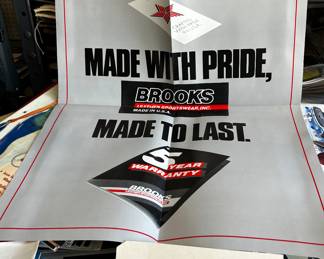 MADE WITH PRIDE,
BROOKS
LEATHER SPORTSWEAR, INC.
MADE IN U.S.A.
MADE TO LAST.
5 YEAR
WARRANTY
BROOKS